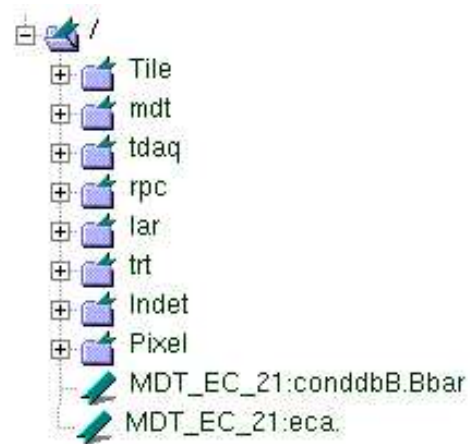 /
Tile
mdt
tdaq
rpc
lar
trt
Indet
Pixel
MDT_EC_21:conddbB.Bbar
MDT_EC_21:eca.